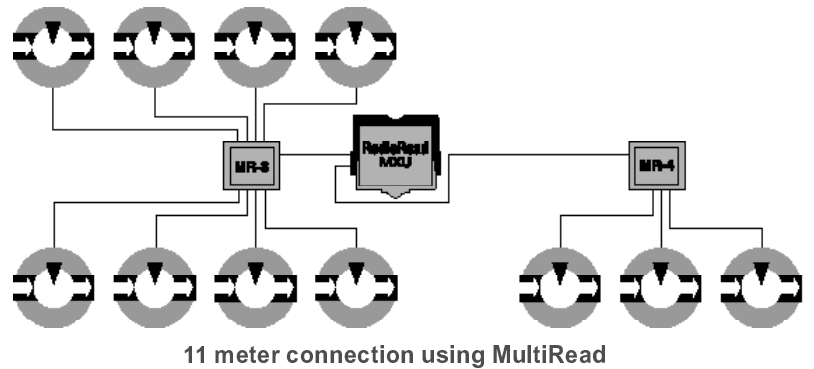 MR-8
RadioRead
MXU
MR-4
11 meter connection using MultiRead